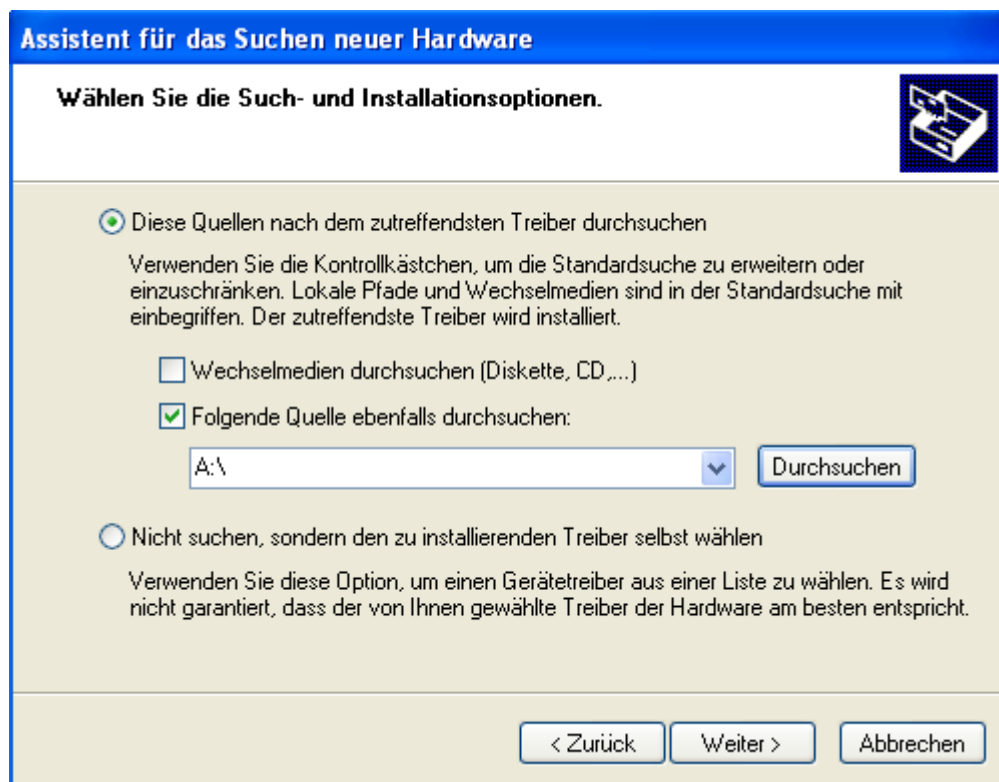 Assistent für das Suchen neuer Hardware
Wählen Sie die Such- und Installationsoptionen.
Diese Quellen nach dem zutreffendsten Treiber durchsuchen
Verwenden Sie die Kontrollkästchen, um die Standardsuche zu erweitern oder
einzuschränken. Lokale Pfade und Wechselmedien sind in der Standardsuche mit
einbegriffen. Der zutreffendste Treiber wird installiert.
Wechselmedien durchsuchen (Diskette, CD,...)
Folgende Quelle ebenfalls durchsuchen:
A:\ Durchsuchen
Nicht suchen, sondern den zu installierenden Treiber selbst wählen
Verwenden Sie diese Option, um einen Gerätetreiber aus einer Liste zu wählen. Es wird
nicht garantiert, dass der von Ihnen gewählte Treiber der Hardware am besten entspricht.
< Zurück Weiter > Abbrechen